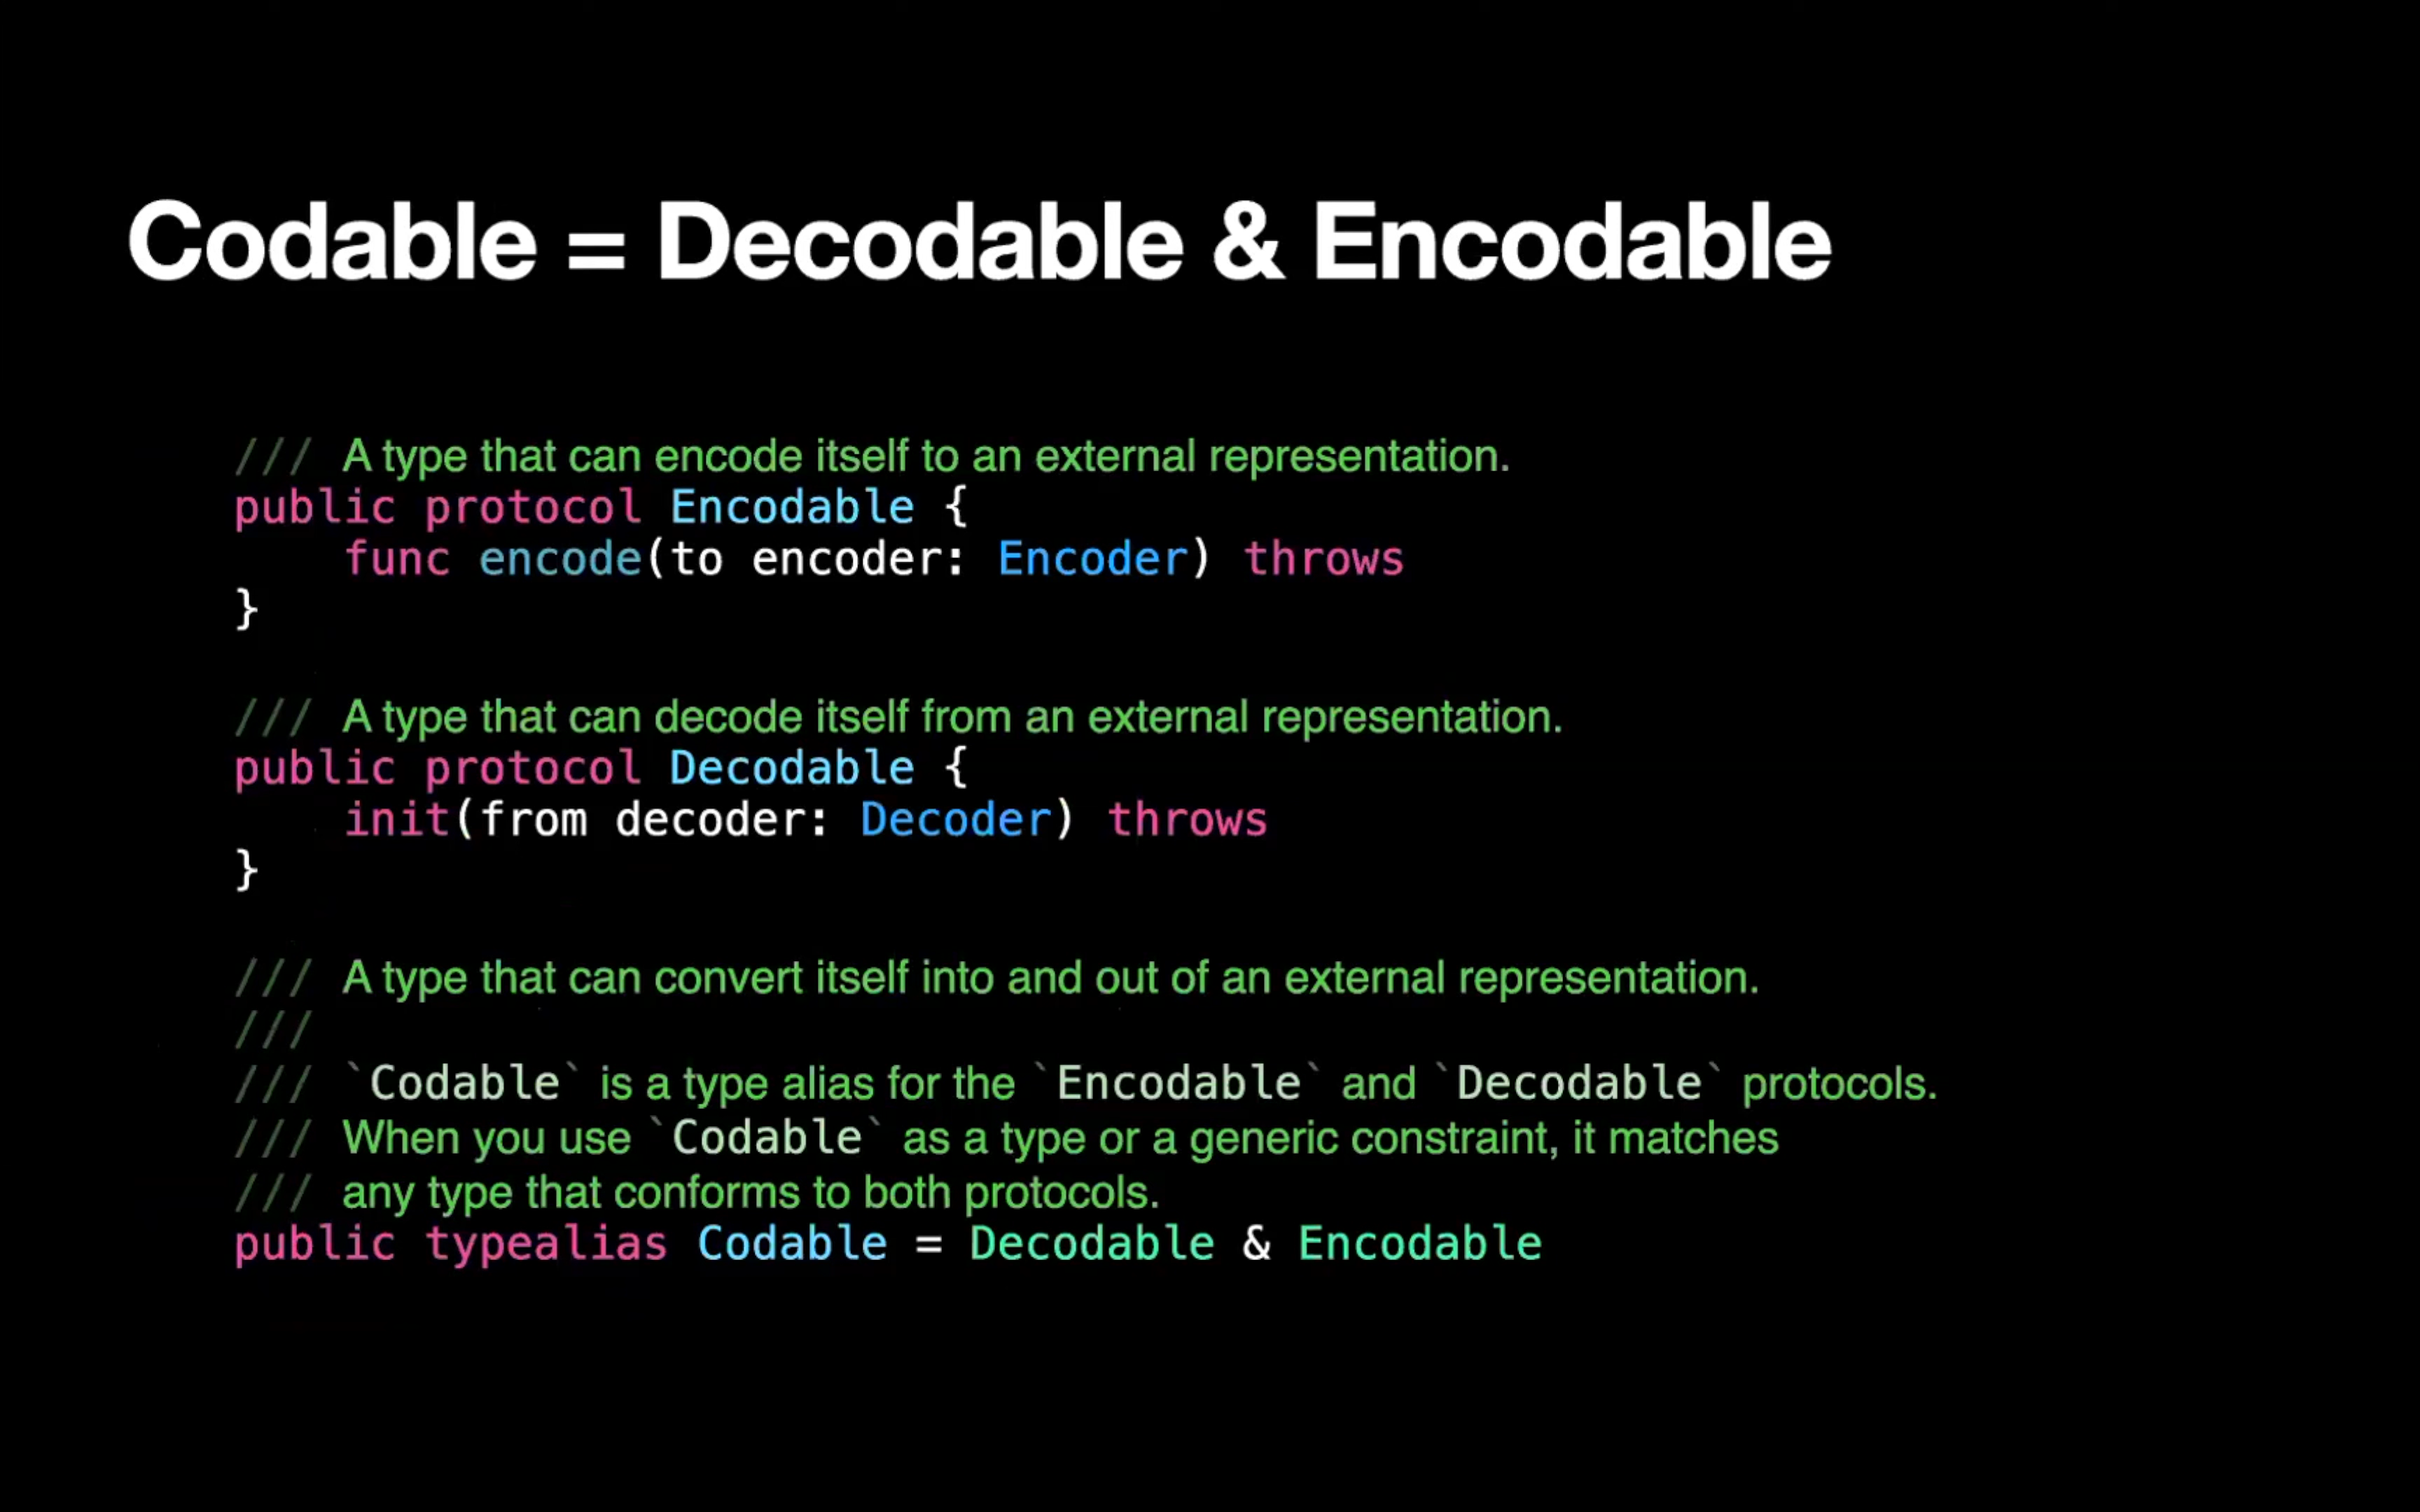 Codable = Decodable & Encodable
/// A type that can encode itself to an external representation.
public protocol Encodable {
    func encode(to encoder: Encoder) throws
}
/// A type that can decode itself from an external representation.
public protocol Decodable {
    init(from decoder: Decoder) throws
}
/// A type that can convert itself into and out of an external representation.
///
/// `Codable` is a type alias for the `Encodable` and `Decodable` protocols.
/// When you use `Codable` as a type or a generic constraint, it matches
/// any type that conforms to both protocols.
public typealias Codable = Decodable & Encodable